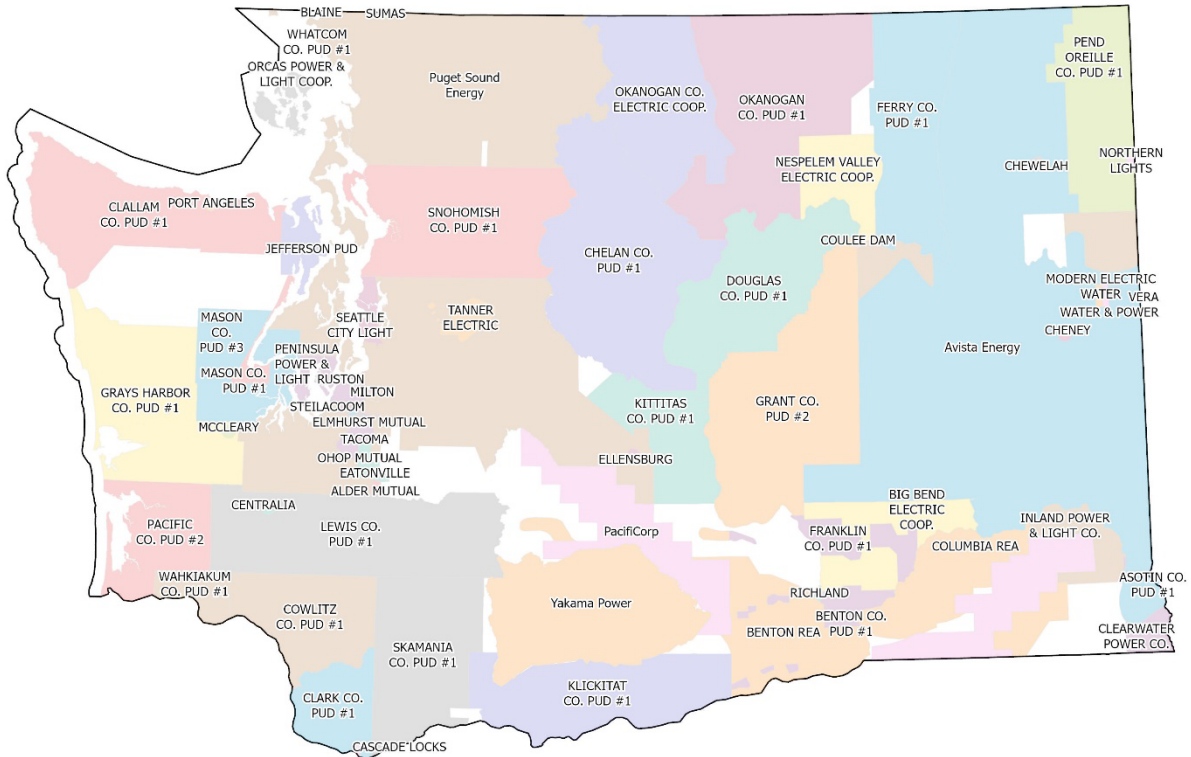 BLAINE
SUMAS
WHATCOM
CO. PUD #1
ORCAS POWER &
LIGHT COOP.
Puget Sound
Energy
OKANOGAN CO.
ELECTRIC COOP.
OKANOGAN
CO. PUD #1
FERRY CO.
PUD #1
PEND
OREILLE
CO. PUD #1
NESPELEM VALLEY
ELECTRIC COOP.
CHEWELAH
NORTHERN
LIGHTS
CLALLAM
CO. PUD #1
PORT ANGELES
SNOHOMISH
CO. PUD #1
JEFFERSON PUD
CHELAN CO.
PUD #1
COULEE DAM
DOUGLAS
CO. PUD #1
MODERN ELECTRIC
WATER
VERA
WATER & POWER
CHENEY
MASON
CO.
PUD #3
SEATTLE
CITY LIGHT
TANNER
ELECTRIC
Avista Energy
PENINSULA
POWER &
LIGHT
RUSTON
MASON CO.
PUD #1
GRAYS HARBOR
CO. PUD #1
MILTON
STEILACOOM
ELMHURST MUTUAL
MCCLEARY
TACOMA
KITTITAS
CO. PUD #1
GRANT CO.
PUD #2
OHOP MUTUAL
EATONVILLE
ELLENSBURG
ALDER MUTUAL
CENTRALIA
BIG BEND
ELECTRIC
COOP.
PACIFIC
CO. PUD #2
LEWIS CO.
PUD #1
PacifiCorp
FRANKLIN
CO. PUD #1
INLAND POWER
& LIGHT CO.
COLUMBIA REA
WAHKIAKUM
CO. PUD #1
ASOTIN CO.
PUD #1
COWLITZ
CO. PUD #1
Yakama Power
RICHLAND
BENTON REA
BENTON CO.
PUD #1
CLEARWATER
POWER CO.
SKAMANIA
CO. PUD #1
CLARK CO.
PUD #1
KLICKITAT
CO. PUD #1
CASCADE LOCKS